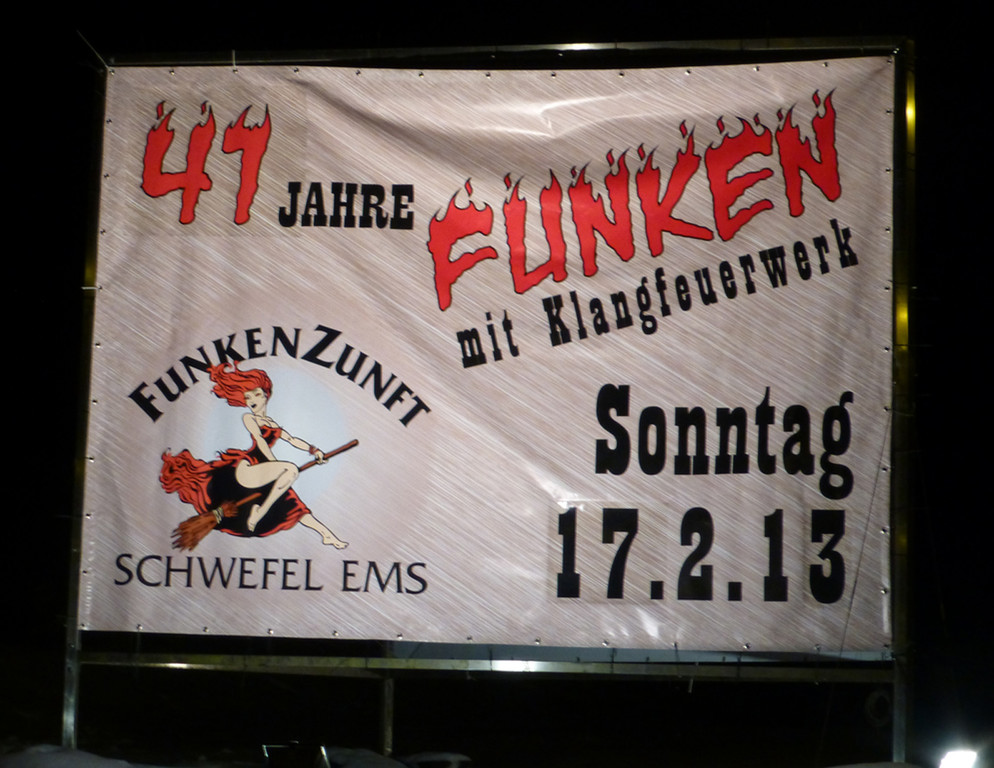 41 JAHRE FUNKEN
mit Klangfeuerwerk
FUNKENZUNFT
SCHWEFEL EMS
Sonntag
17.2.13